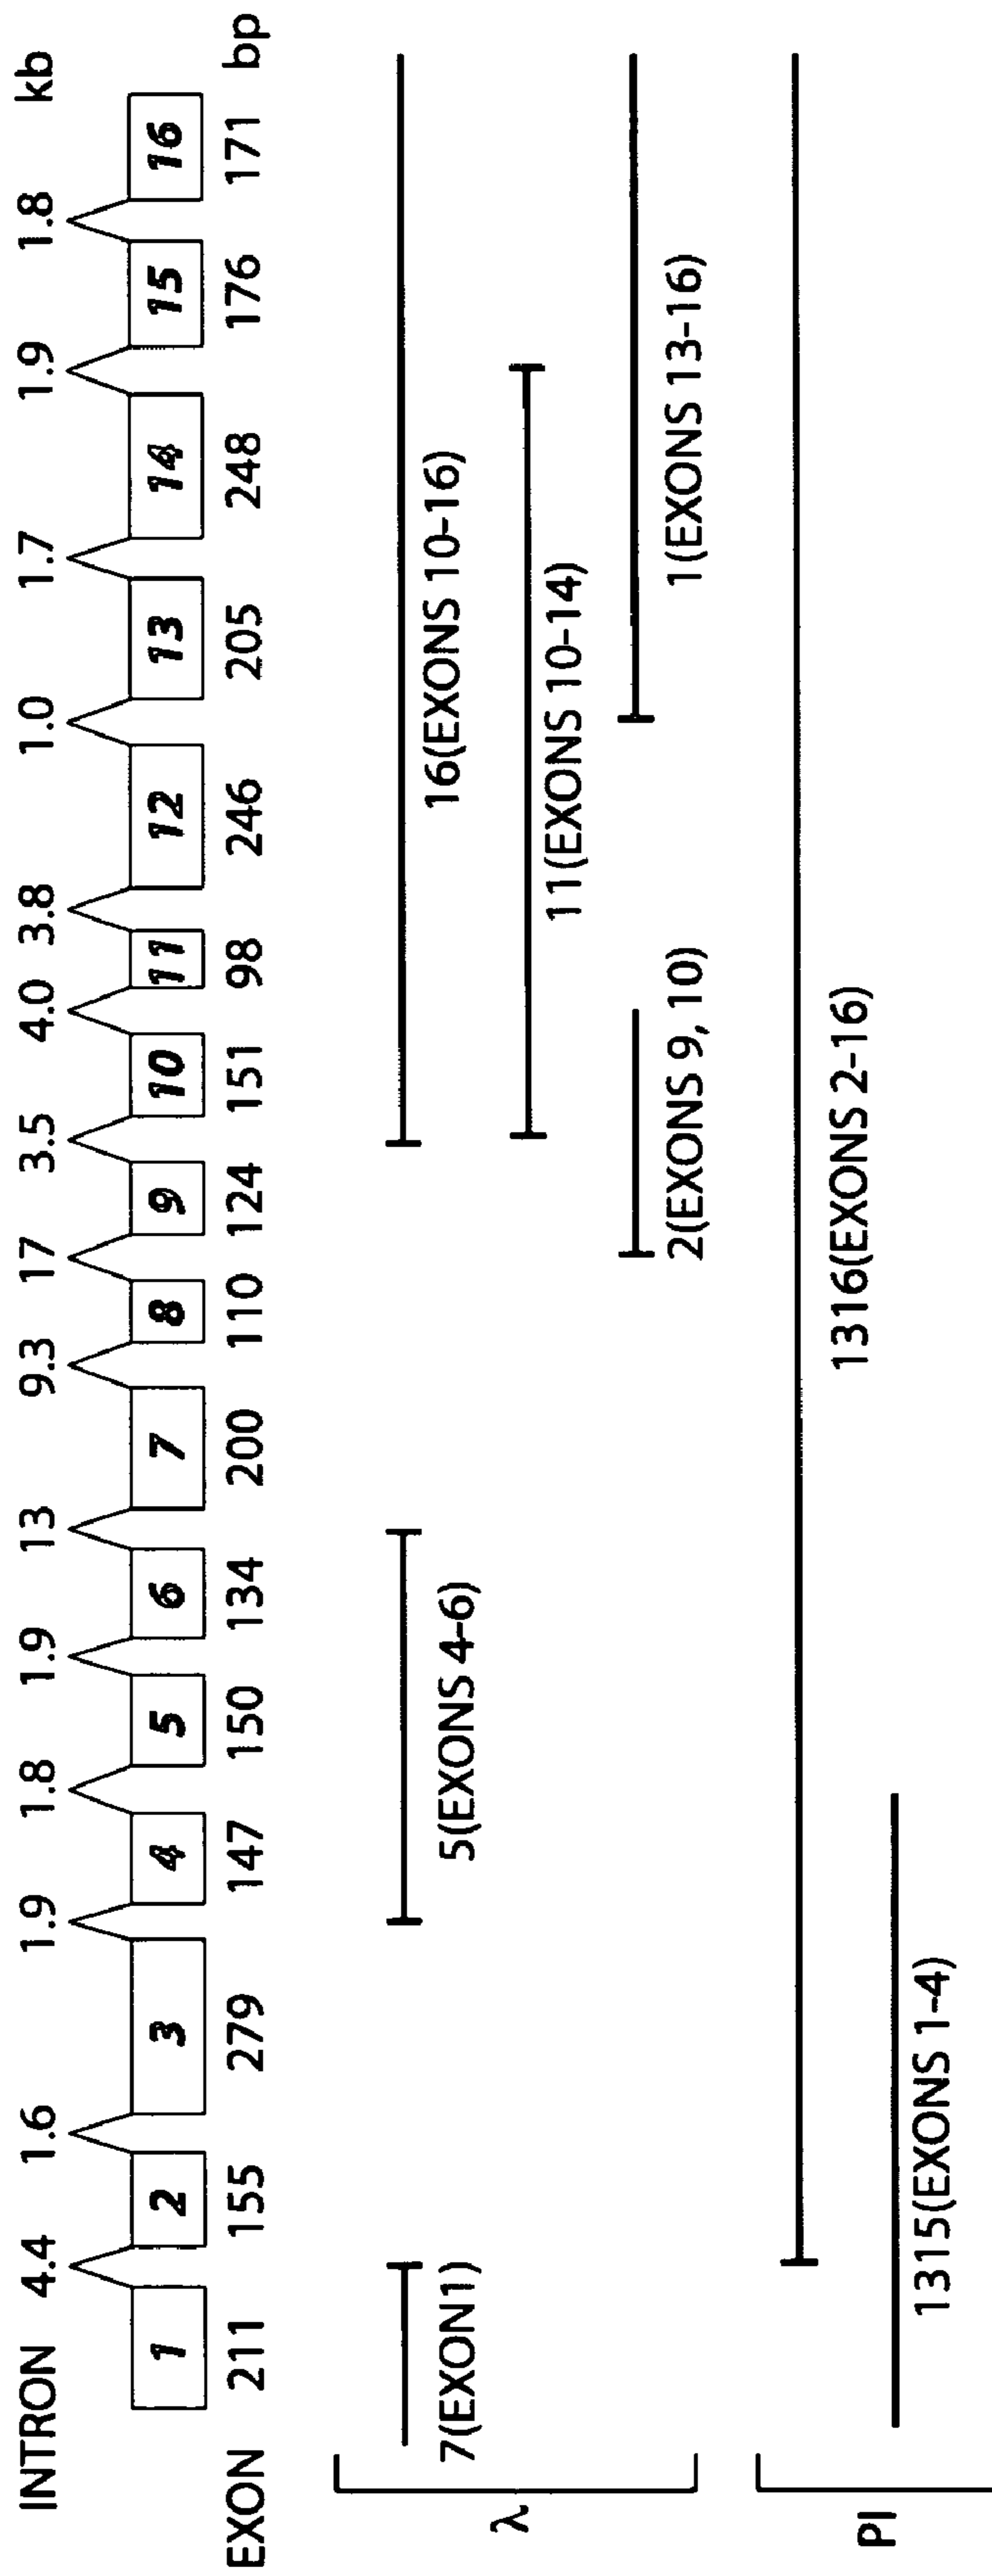 INTRON 4.4 1.6 1.9 1.8 1.9 13 9.3 17 3.5 4.0 3.8 1.0 1.7 1.9 1.8 kb
1 2 3 4 5 6 7 8 9 10 11 12 13 14 15 16
EXON 211 155 279 147 150 134 200 110 124 151 98 246 205 248 176 171 bp
λ
7(EXON1)
5(EXONS 4-6)
16(EXONS 10-16)
11(EXONS 10-14)
2(EXONS 9, 10)
1(EXONS 13-16)
PI
1316(EXONS 2-16)
1315(EXONS 1-4)